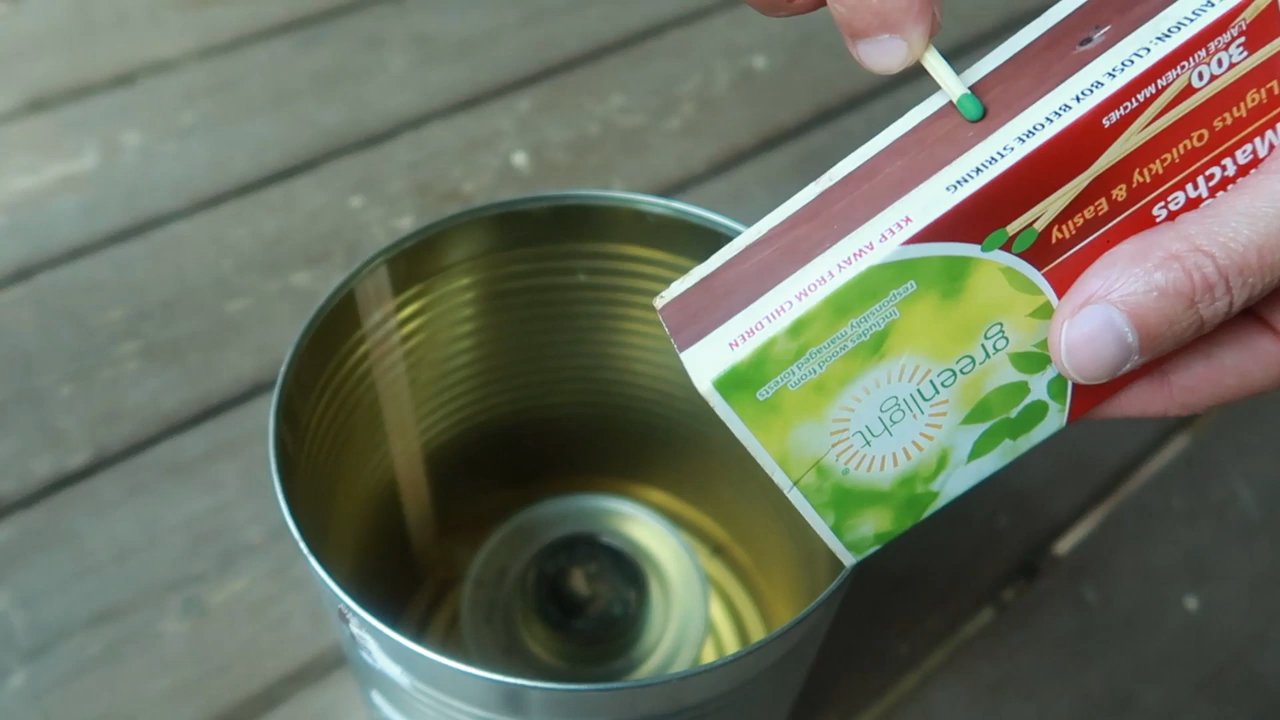 CAUTION: CLOSE BOX BEFORE STRIKING
KEEP AWAY FROM CHILDREN
300
LARGE KITCHEN MATCHES
Lights Quickly & Easily
Matches
greenlight
Includes wood from
responsibly managed forests